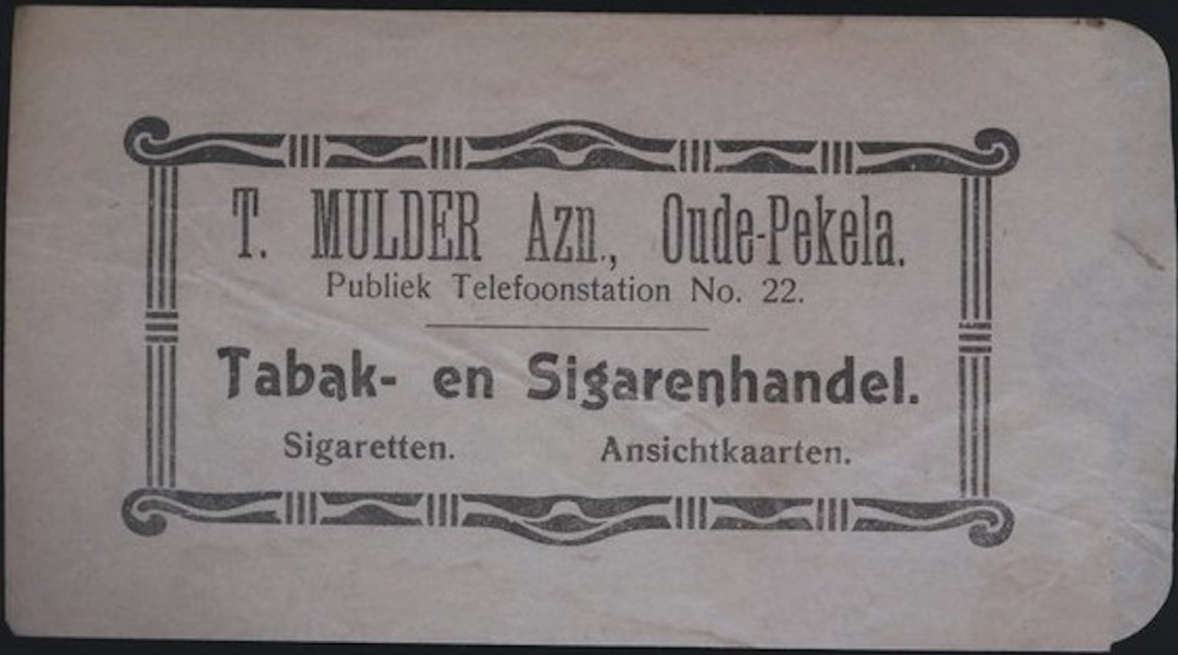 T. MULDER Azn., Oude-Pekela.
Publiek Telefoonstation No. 22.
Tabak- en Sigarenhandel.
Sigaretten. Ansichtkaarten.